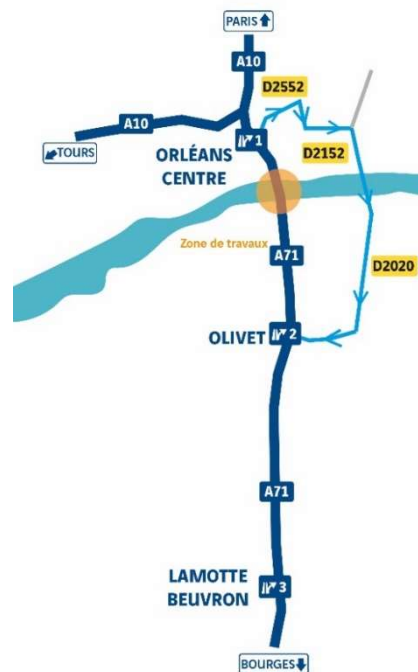 PARIS
A10
D2552
A10
1
TOURS
ORLÉANS
CENTRE
D2152
Zone de travaux
A71
D2020
OLIVET
2
A71
LAMOTTE
BEUVRON
3
BOURGES